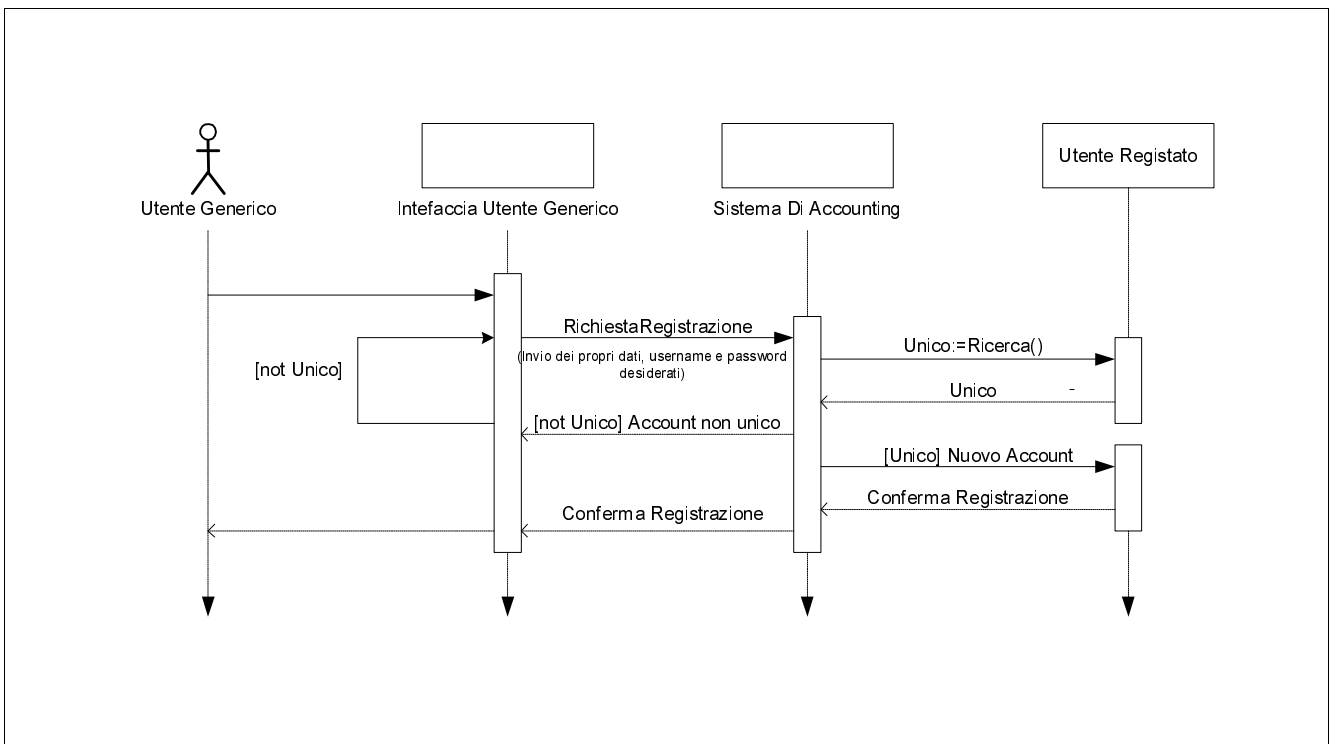 Utente Registato
Utente Generico
Intefaccia Utente Generico
Sistema Di Accounting
RichiestaRegistrazione
(Invio dei propri dati, username e password
desiderati)
Unico:=Ricerca()
[not Unico]
Unico -
[not Unico] Account non unico
[Unico] Nuovo Account
Conferma Registrazione
Conferma Registrazione